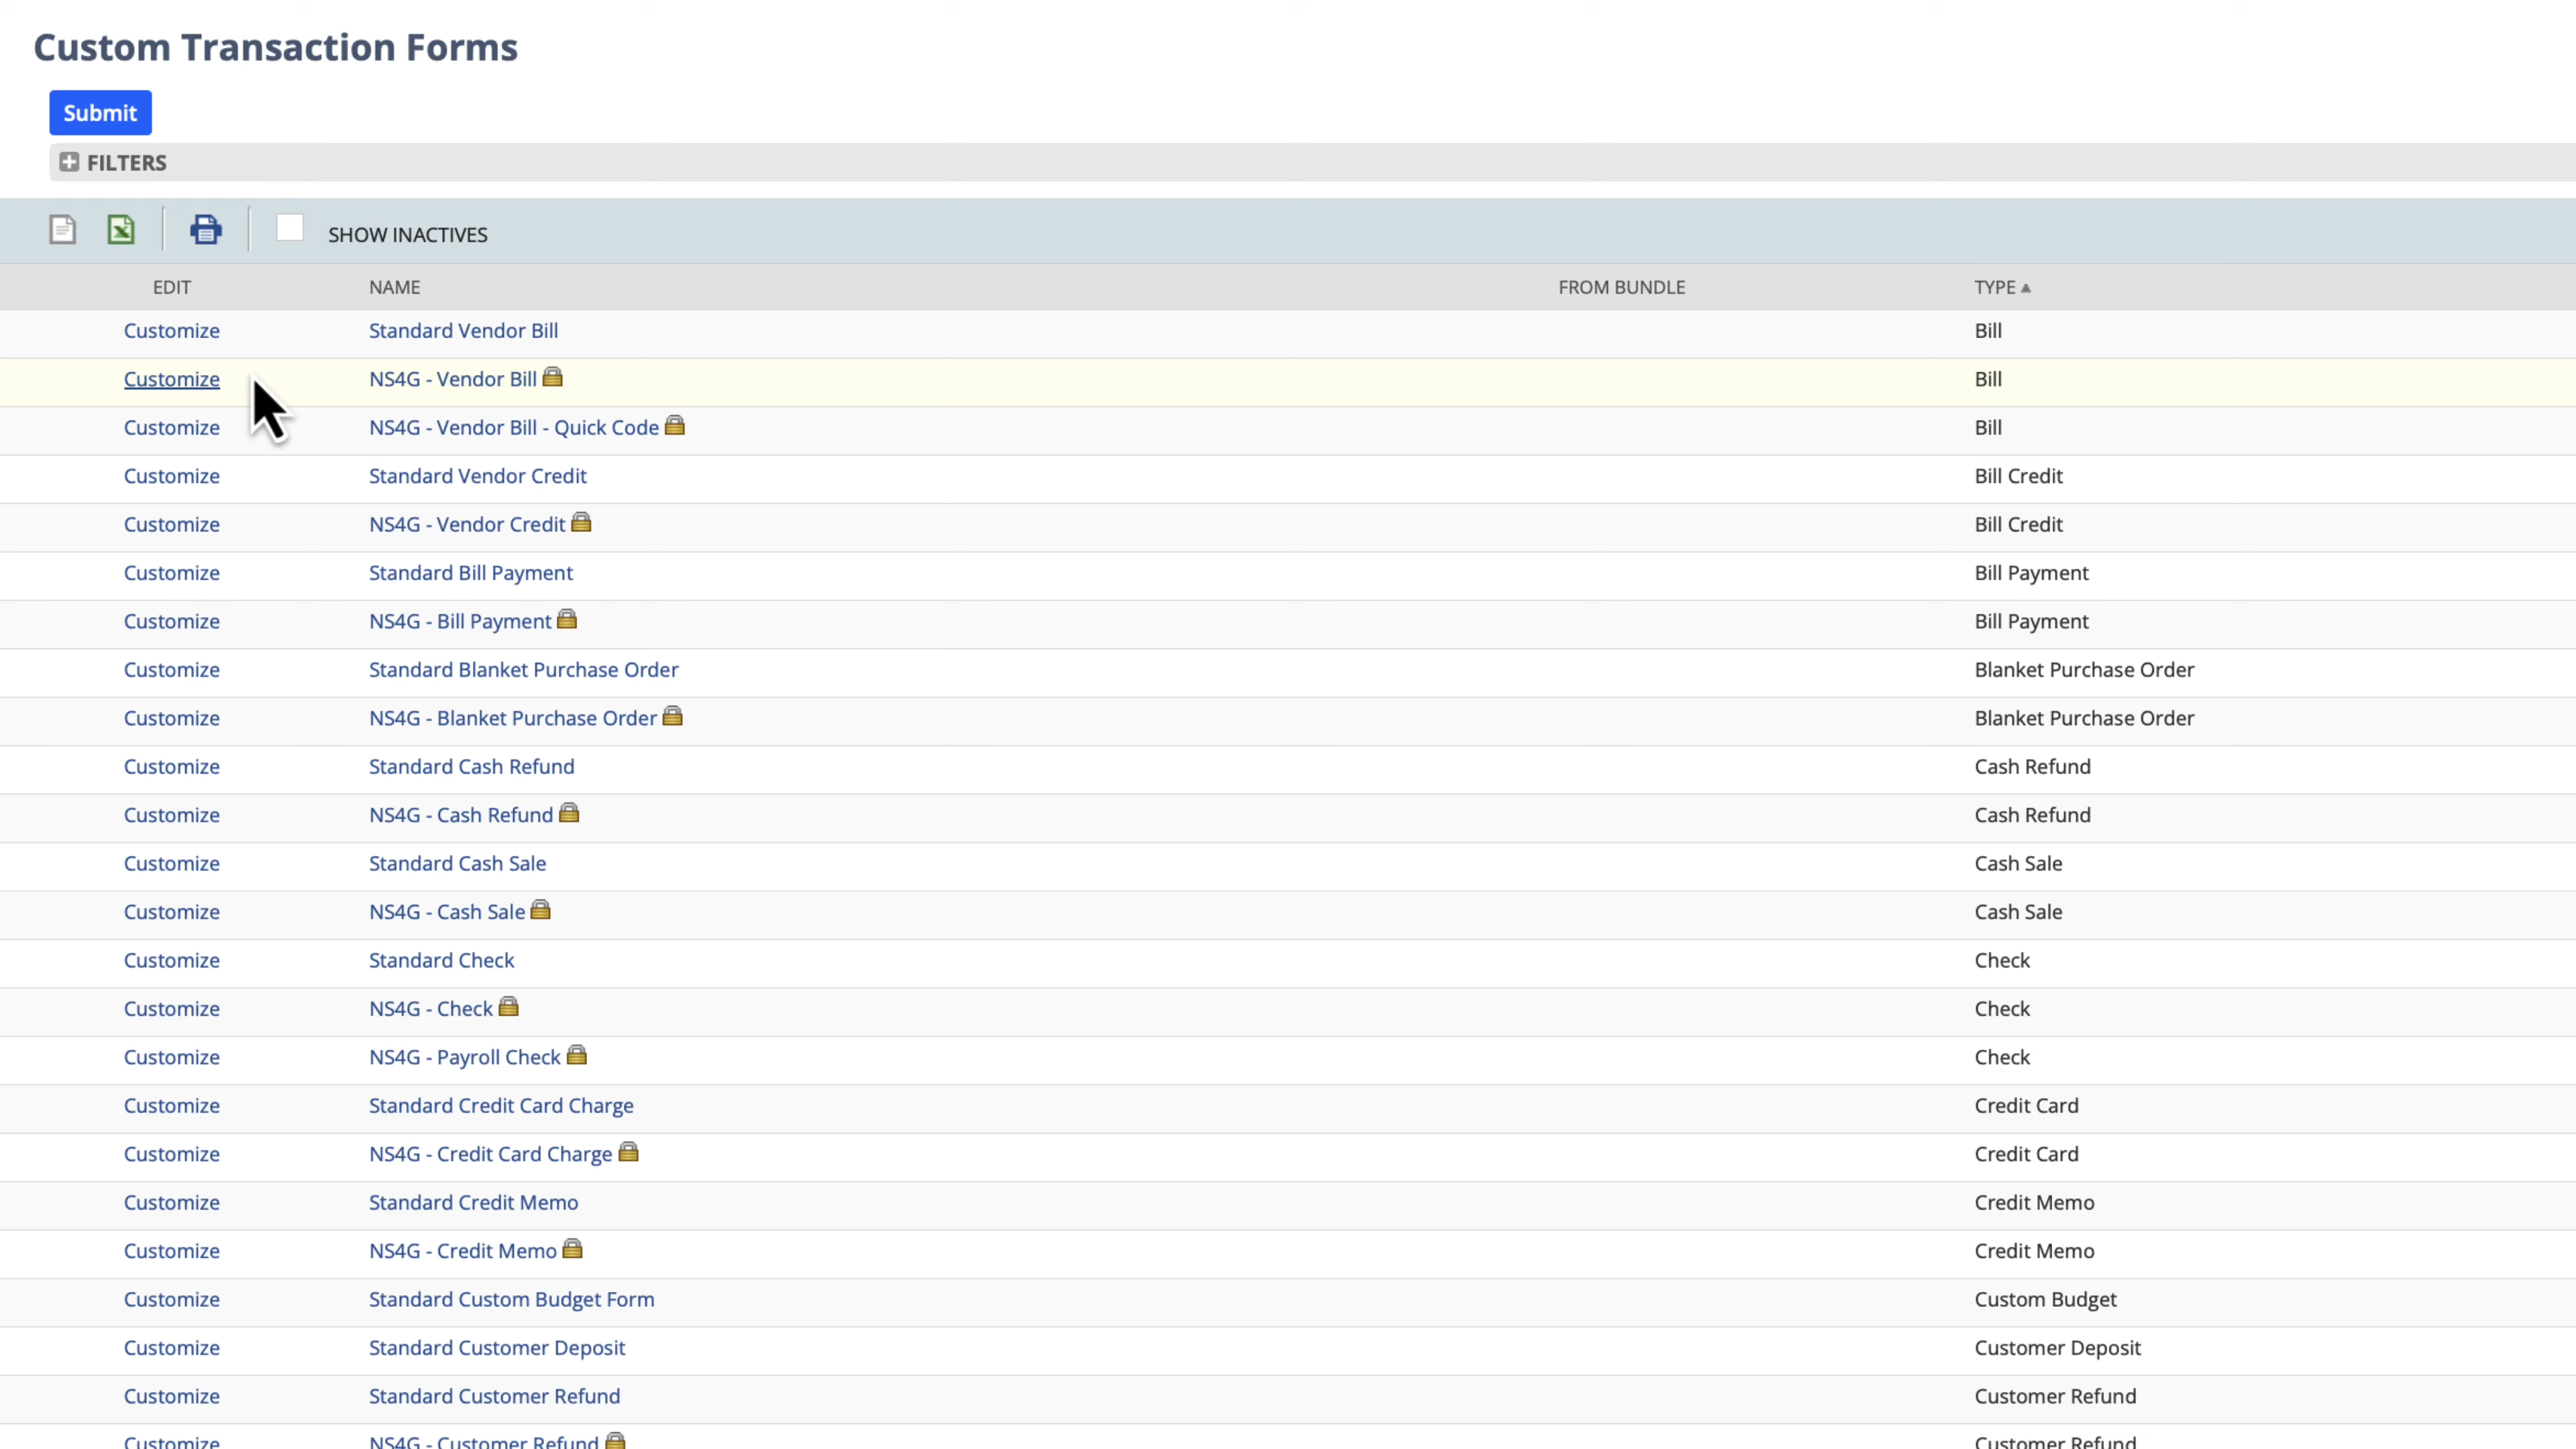 Custom Transaction Forms
Submit
FILTERS
SHOW INACTIVES
EDIT NAME FROM BUNDLE TYPE
Customize Standard Vendor Bill Bill
Customize NS4G - Vendor Bill Bill
Customize NS4G - Vendor Bill - Quick Code Bill
Customize Standard Vendor Credit Bill Credit
Customize NS4G - Vendor Credit Bill Credit
Customize Standard Bill Payment Bill Payment
Customize NS4G - Bill Payment Bill Payment
Customize Standard Blanket Purchase Order Blanket Purchase Order
Customize NS4G - Blanket Purchase Order Blanket Purchase Order
Customize Standard Cash Refund Cash Refund
Customize NS4G - Cash Refund Cash Refund
Customize Standard Cash Sale Cash Sale
Customize NS4G - Cash Sale Cash Sale
Customize Standard Check Check
Customize NS4G - Check Check
Customize NS4G - Payroll Check Check
Customize Standard Credit Card Charge Credit Card
Customize NS4G - Credit Card Charge Credit Card
Customize Standard Credit Memo Credit Memo
Customize NS4G - Credit Memo Credit Memo
Customize Standard Custom Budget Form Custom Budget
Customize Standard Customer Deposit Customer Deposit
Customize Standard Customer Refund Customer Refund
Customize NS4G - Customer Refund Customer Refund